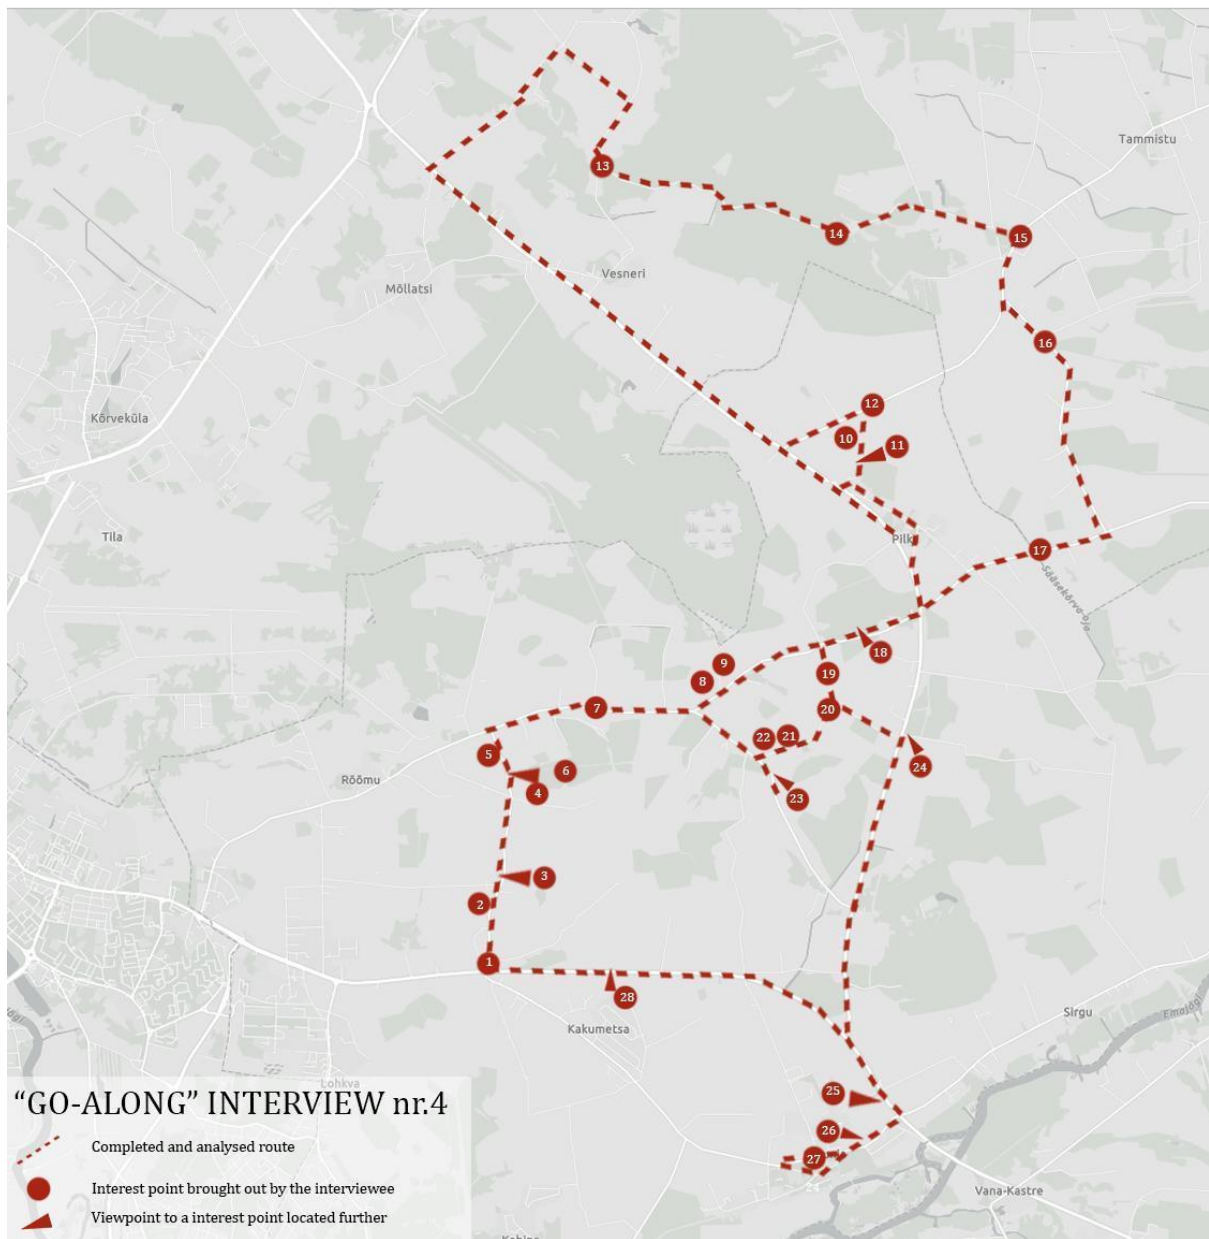 Tammistu
13
14
15
Vesneri
Mõllatsi
16
12
Kõrveküla
10
11
Tila
Pilk
17
Sääsekõrva oja
18
9
19
8
7
20
22
21
5
6
24
Rõõmu
4
23
3
2
1
28
Sirgu
Emajõgi
Kakumetsa
Lohkva
25
"GO-ALONG" INTERVIEW nr.4
26
Completed and analysed route
27
Interest point brought out by the interviewee
Vana-Kastre
Viewpoint to a interest point located further